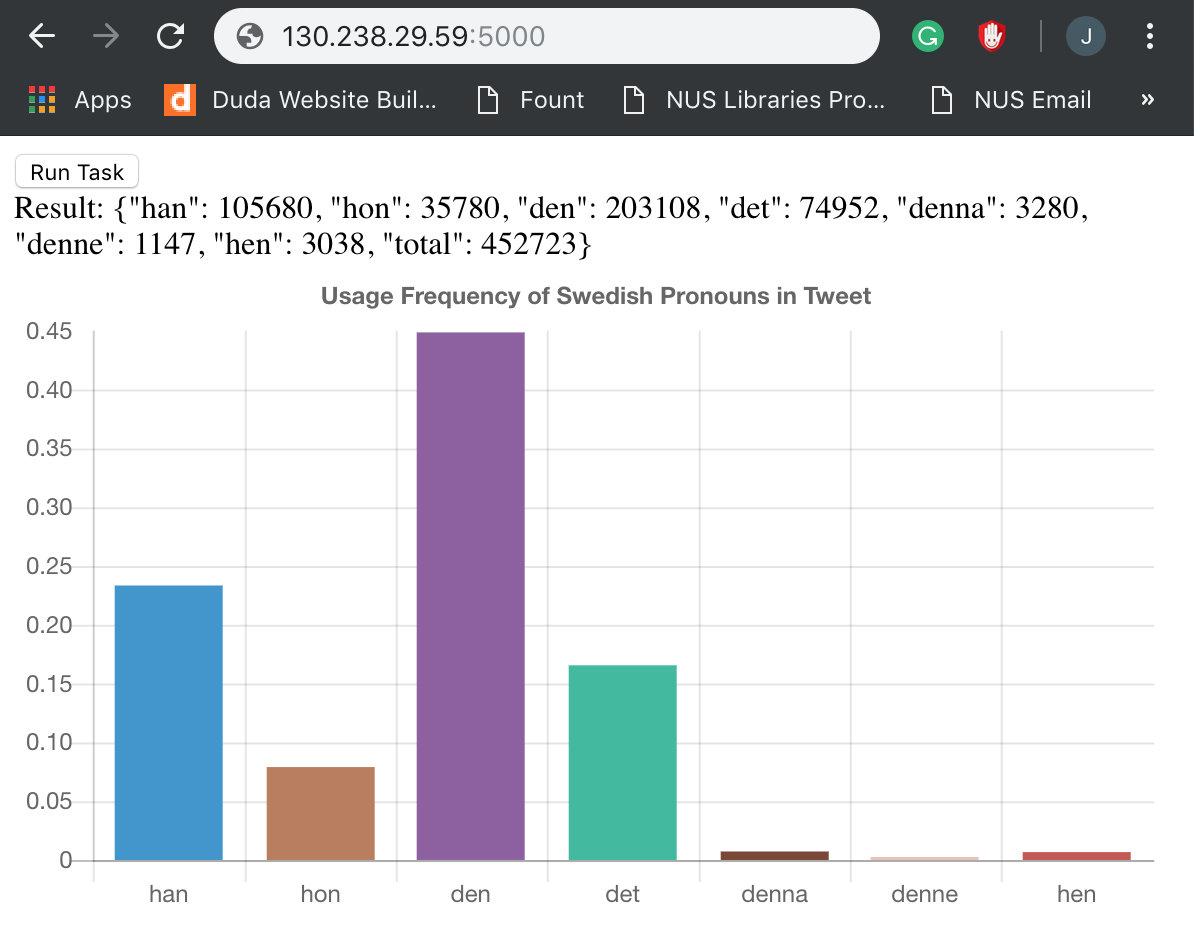 130.238.29.59:5000
G
J
Apps
d
Duda Website Buil...
Fount
NUS Libraries Pro...
NUS Email
»
Run Task
Result: {"han": 105680, "hon": 35780, "den": 203108, "det": 74952, "denna": 3280,
"denne": 1147, "hen": 3038, "total": 452723}
Usage Frequency of Swedish Pronouns in Tweet
0.45
0.40
0.35
0.30
0.25
0.20
0.15
0.10
0.05
0
han hon den det denna denne hen